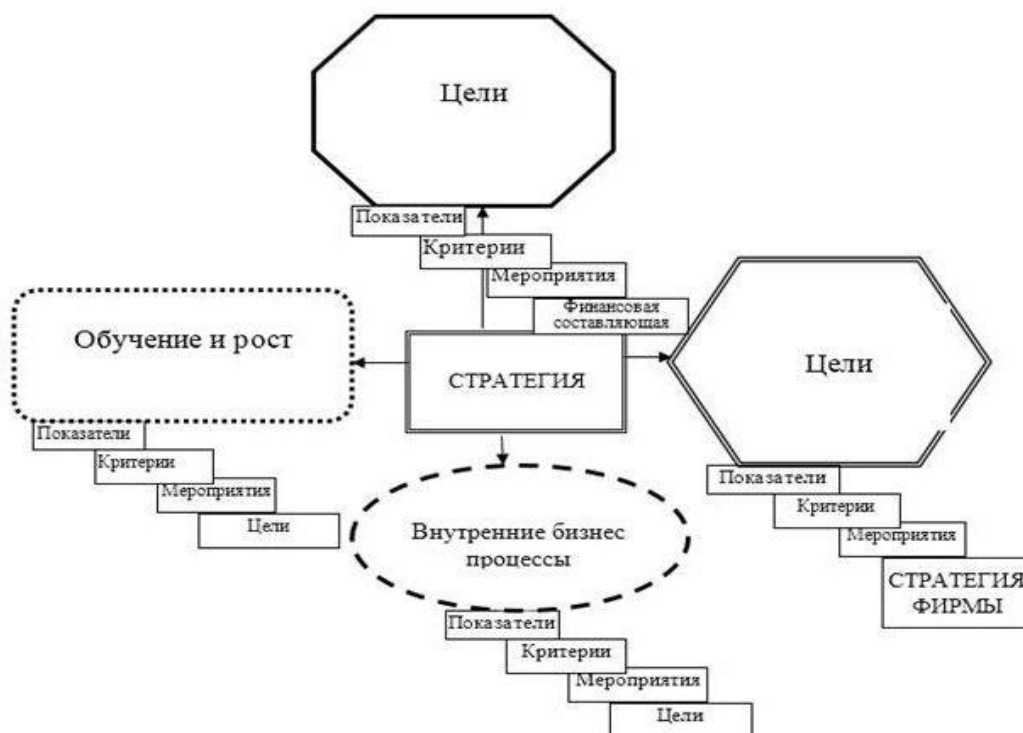 Цели
Показатели
Критерии
Мероприятия
Финансовая
составляющая
Обучение и рост
Показатели
Критерии
Мероприятия
Цели
СТРАТЕГИЯ
Цели
Показатели
Критерии
Мероприятия
СТРАТЕГИЯ
ФИРМЫ
Внутренние бизнес
процессы
Показатели
Критерии
Мероприятия
Цели